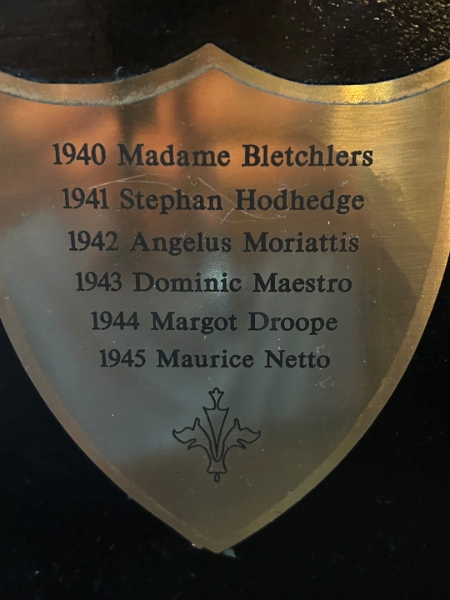 1940 Madame Bletchlers
1941 Stephan Hodhedge
1942 Angelus Moriattis
1943 Dominic Maestro
1944 Margot Droope
1945 Maurice Netto